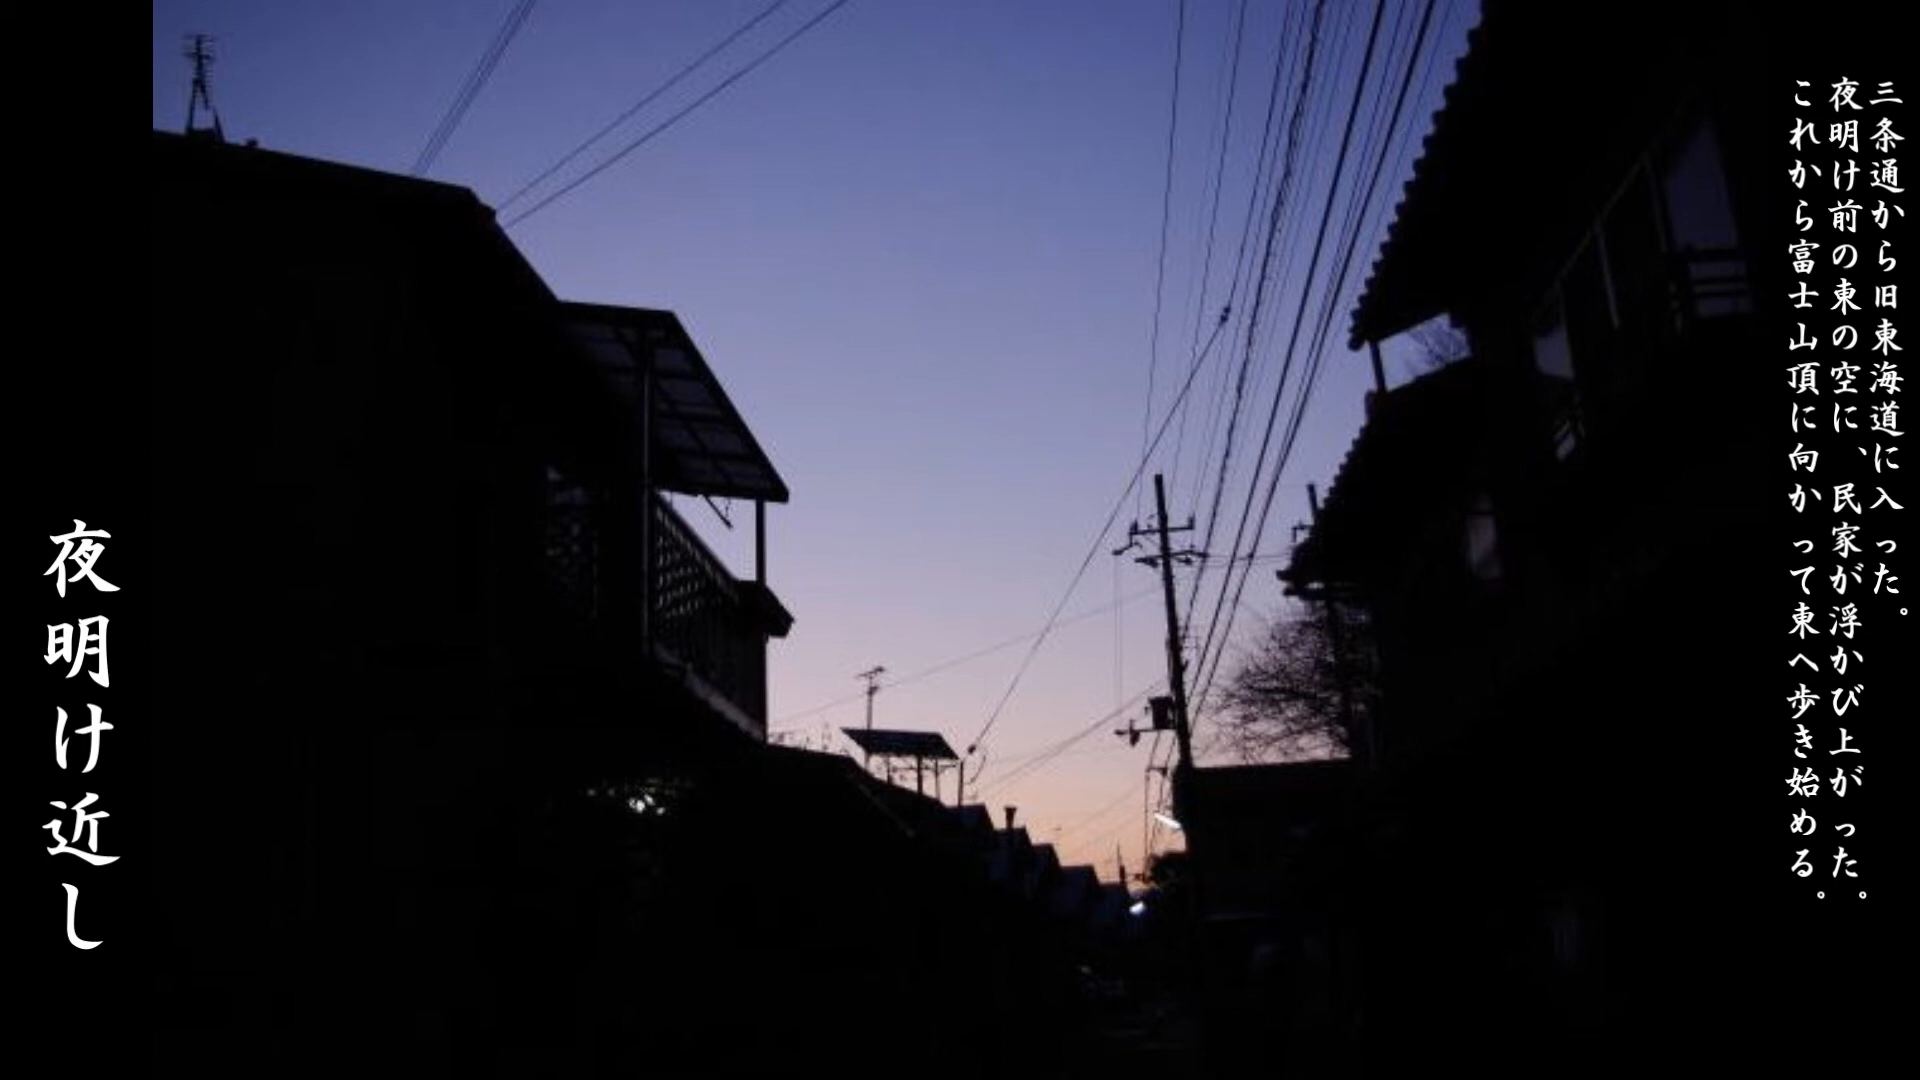 三条通から旧東海道に入った。
夜明け前の東の空に、民家が浮かび上がった。
これから富士山頂に向かって東へ歩き始める。
夜明け近し